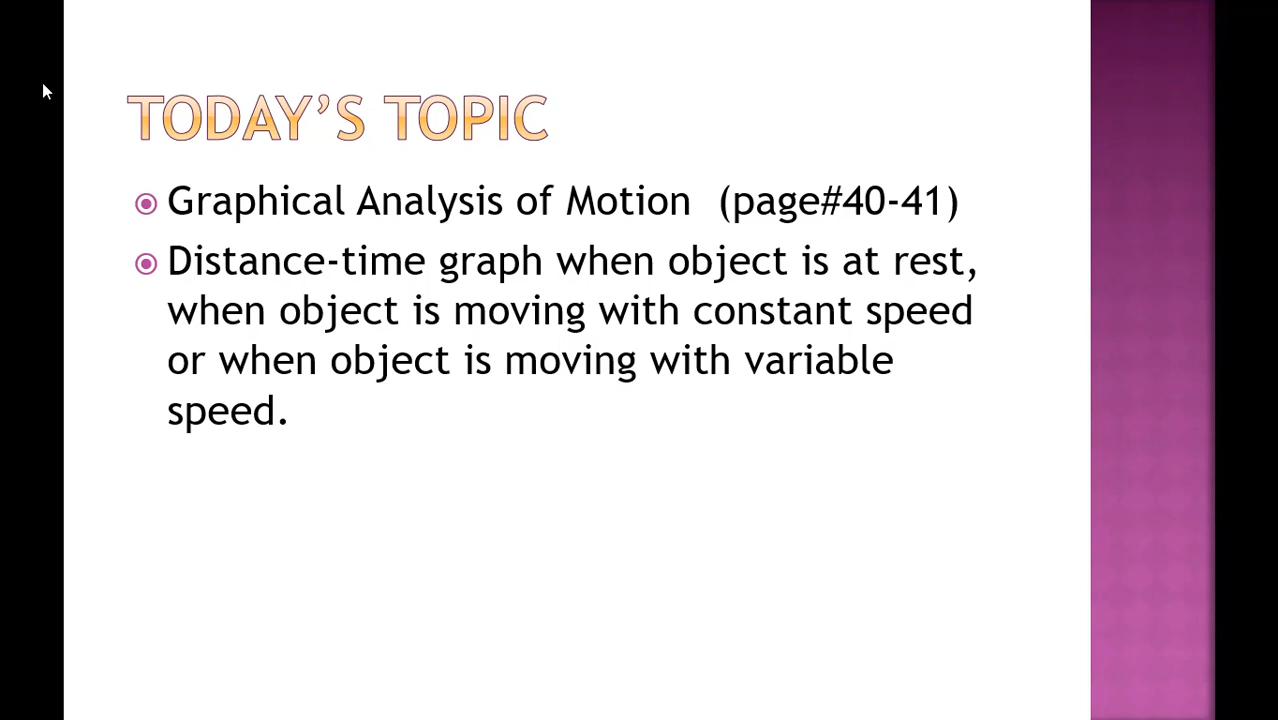 TODAY’S TOPIC
Graphical Analysis of Motion (page#40-41)
Distance-time graph when object is at rest,
when object is moving with constant speed
or when object is moving with variable
speed.